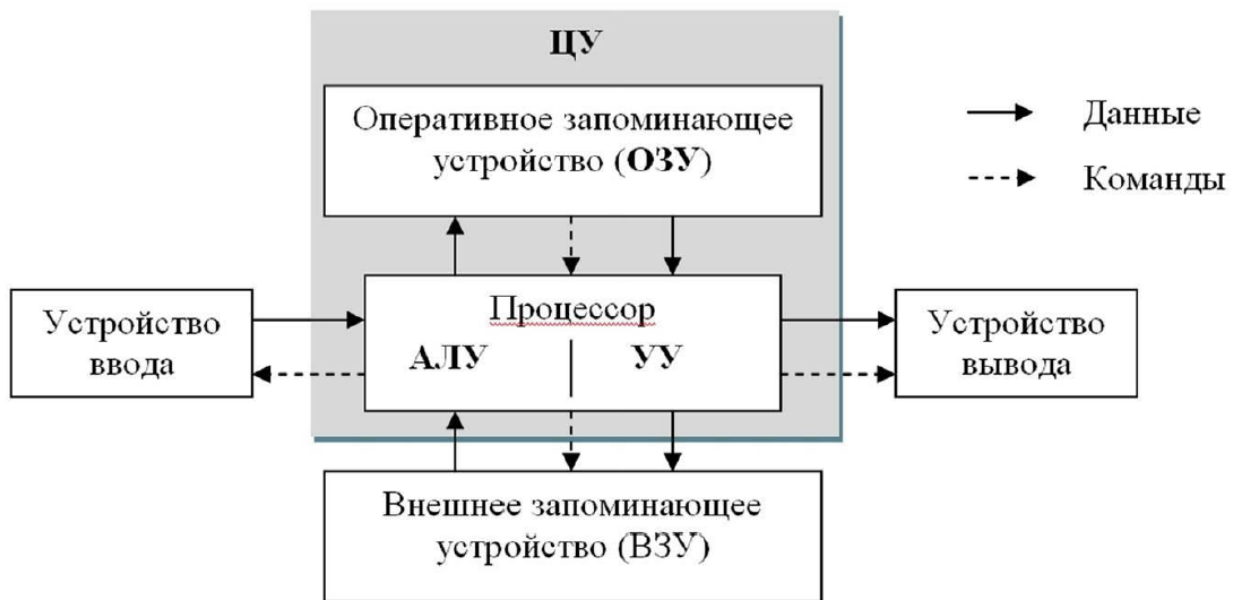 ЦУ
Оперативное запоминающее
устройство (ОЗУ)
Данные
Команды
Устройство
ввода
Процессор
АЛУ
УУ
Устройство
вывода
Внешнее запоминающее
устройство (ВЗУ)